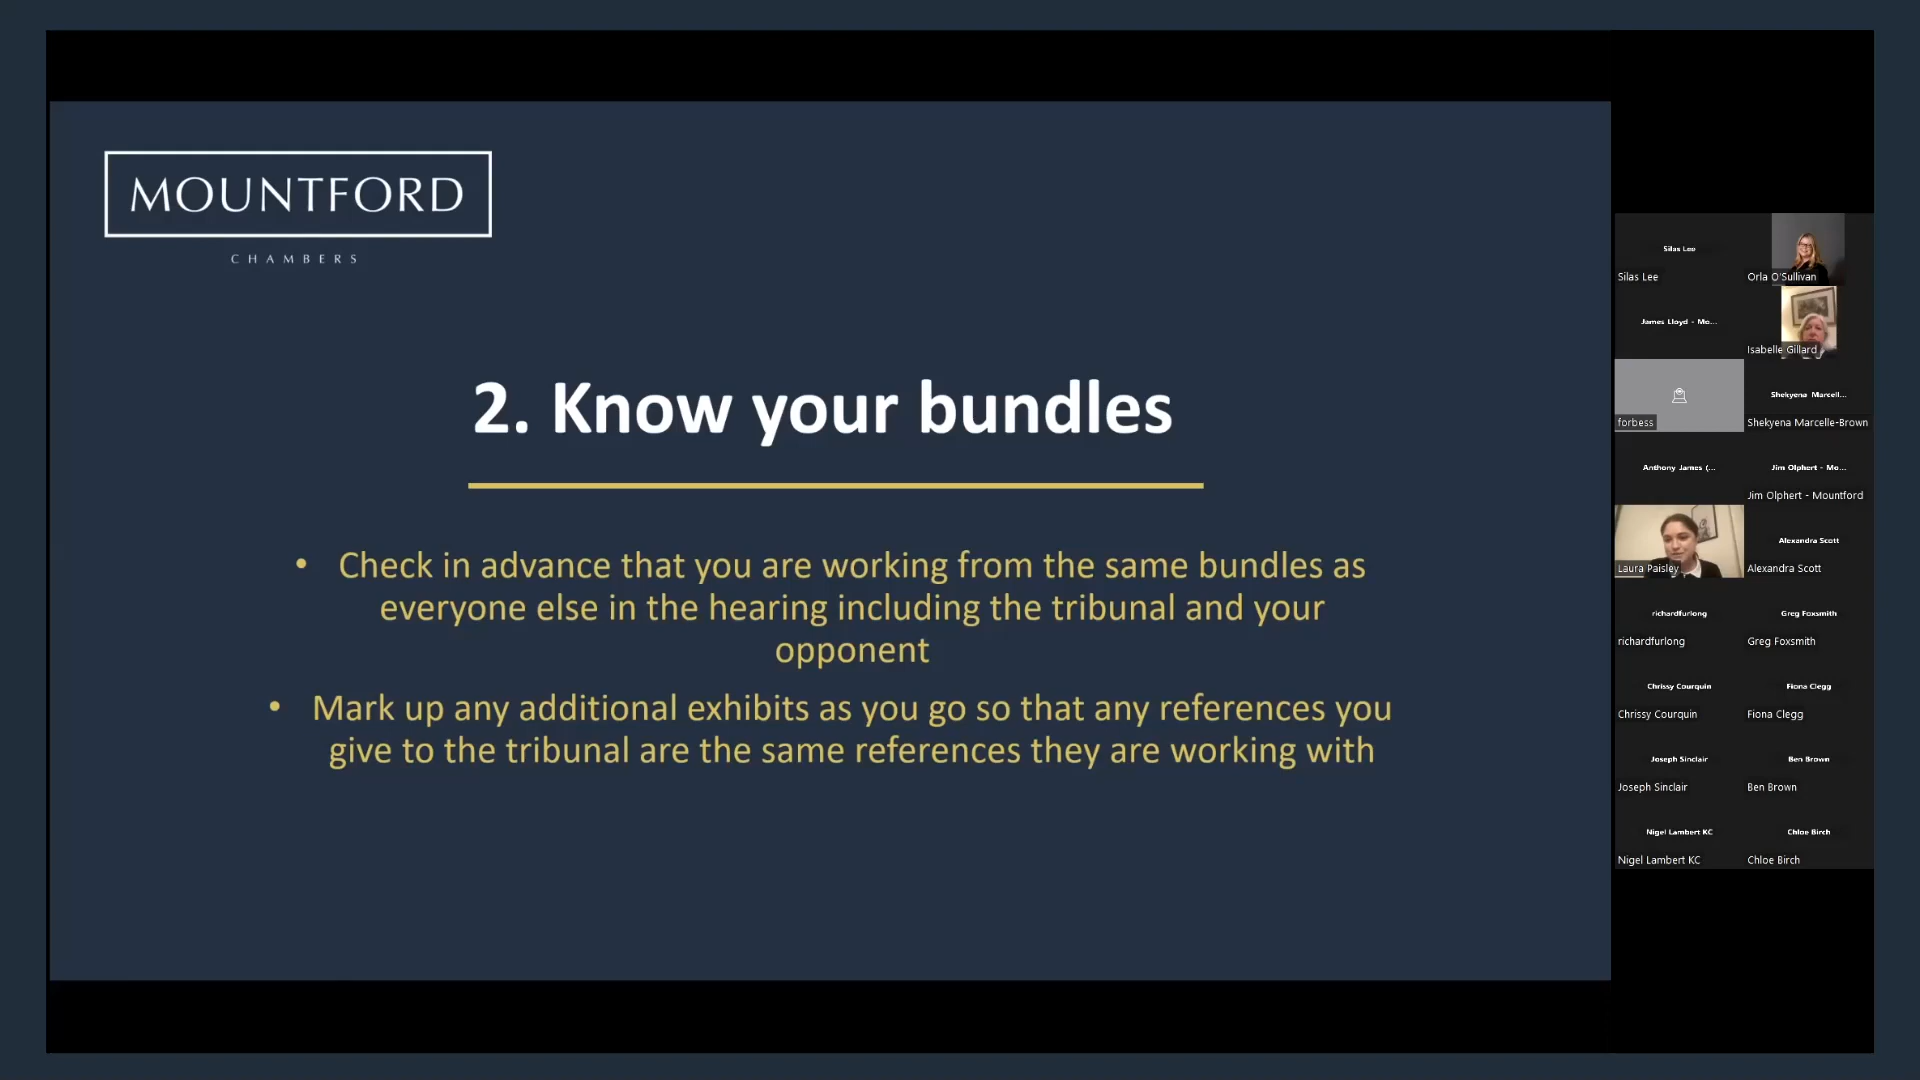 MOUNTFORD
CHAMBERS
2. Know your bundles
• Check in advance that you are working from the same bundles as
everyone else in the hearing including the tribunal and your
opponent
• Mark up any additional exhibits as you go so that any references you
give to the tribunal are the same references they are working with
Silas Lee
Silas Lee
Orla O'Sullivan
James Lloyd - Mo...
Isabelle Gillard
forbess
Shekyena Marcell...
Shekyena Marcelle-Brown
Anthony James (...
Jim Olphert - Mo...
Jim Olphert - Mountford
Laura Paisley
Alexandra Scott
Alexandra Scott
richardfurlong
richardfurlong
Greg Foxsmith
Greg Foxsmith
Chrissy Courquin
Chrissy Courquin
Fiona Clegg
Fiona Clegg
Joseph Sinclair
Joseph Sinclair
Ben Brown
Ben Brown
Nigel Lambert KC
Nigel Lambert KC
Chloe Birch
Chloe Birch